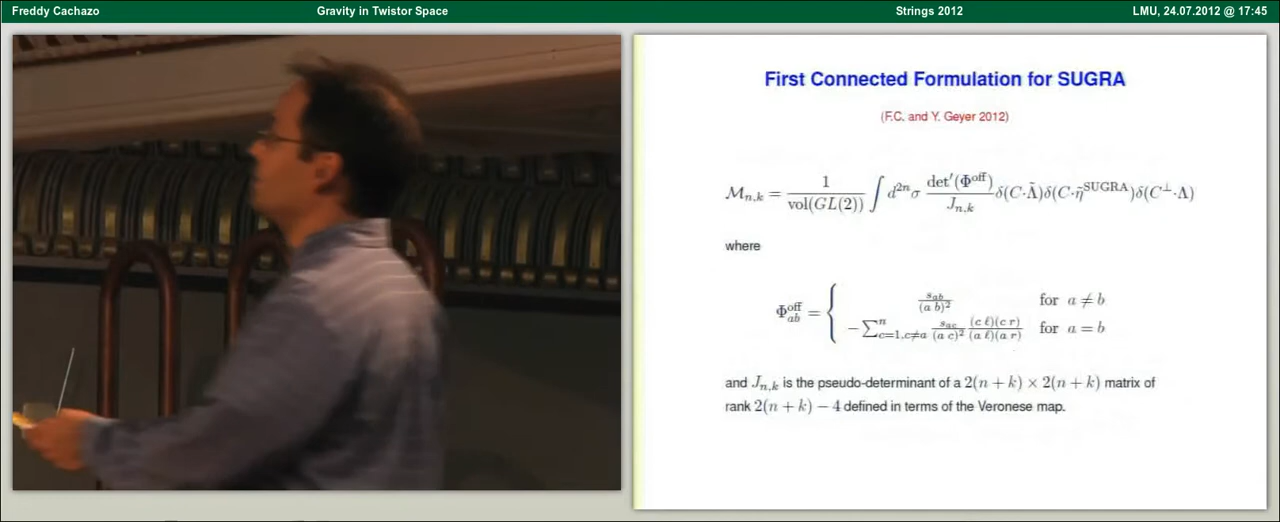 Freddy Cachazo Gravity in Twistor Space Strings 2012 LMU, 24.07.2012 @ 17:45
First Connected Formulation for SUGRA
(F.C. and Y. Geyer 2012)
$\mathcal{M}_{n,k} = \frac{1}{\text{vol}(GL(2))} \int d^{2n}\sigma \frac{\det'(\Phi^{\text{off}})}{J_{n,k}} \delta(C \cdot \tilde{\Lambda}) \delta(C \cdot \tilde{\eta}^{\text{SUGRA}}) \delta(C^{\perp} \cdot \Lambda)$
where
$\Phi^{\text{off}}_{ab} = \begin{cases} \frac{s_{ab}}{(a\,b)^2} & \text{for } a \neq b \\ -\sum_{c=1,c\neq a}^{n} \frac{s_{ac}}{(a\,c)^2} \frac{(c\,\ell)(c\,r)}{(a\,\ell)(a\,r)} & \text{for } a = b \end{cases}$
and $J_{n,k}$ is the pseudo-determinant of a $2(n+k) \times 2(n+k)$ matrix of
rank $2(n+k) - 4$ defined in terms of the Veronese map.